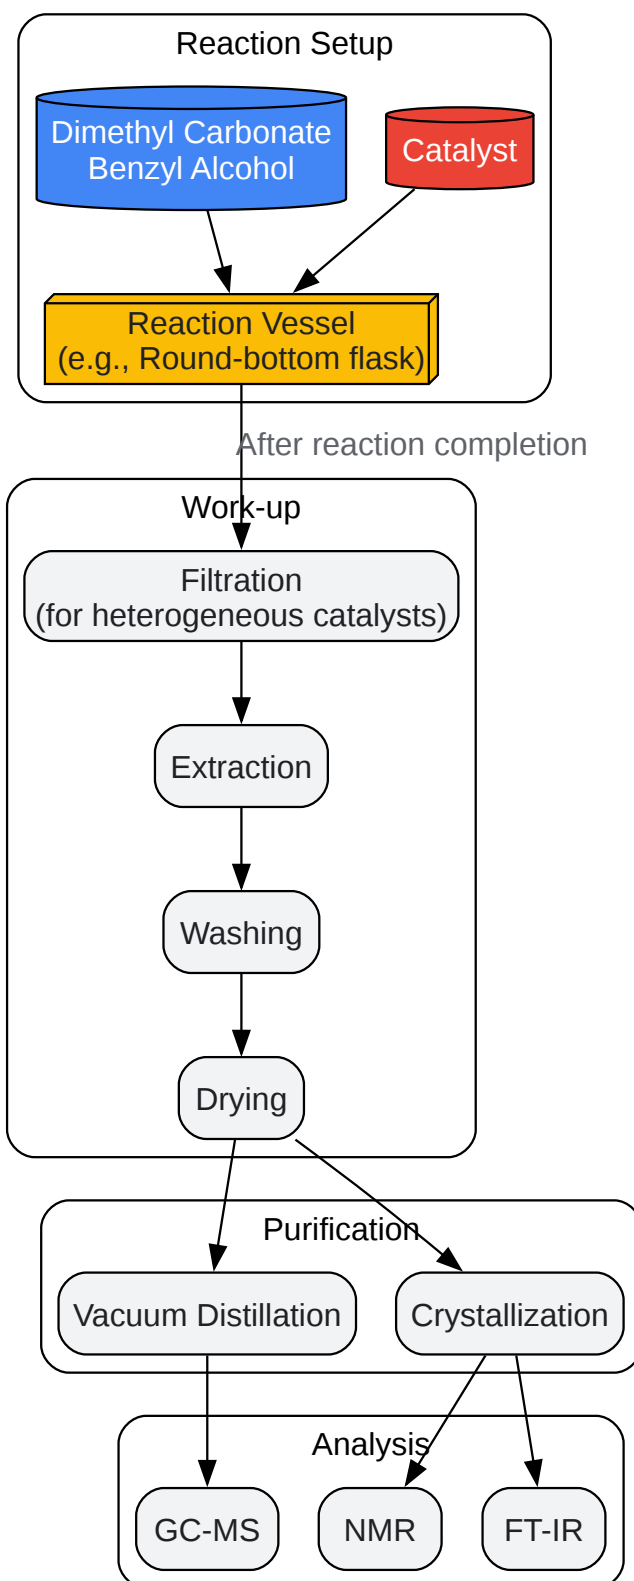 Reaction Setup
Dimethyl Carbonate
Benzyl Alcohol
Catalyst
Reaction Vessel
(e.g., Round-bottom flask)
After reaction completion
Work-up
Filtration
(for heterogeneous catalysts)
Extraction
Washing
Drying
Purification
Vacuum Distillation
Crystallization
Analysis
GC-MS
NMR
FT-IR